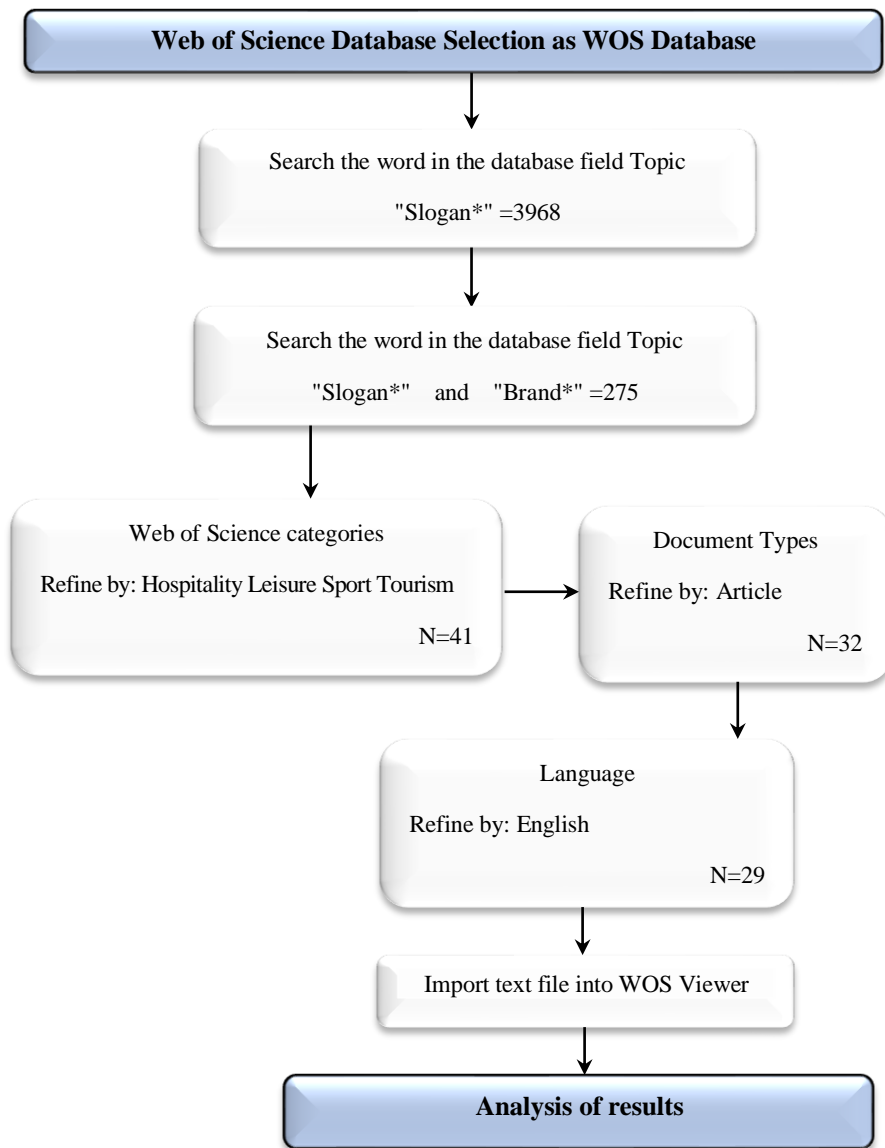 Web of Science Database Selection as WOS Database
Search the word in the database field Topic
"Slogan*" =3968
Search the word in the database field Topic
"Slogan*" and "Brand*" =275
Web of Science categories
Refine by: Hospitality Leisure Sport Tourism
N=41
Document Types
Refine by: Article
N=32
Language
Refine by: English
N=29
Import text file into WOS Viewer
Analysis of results